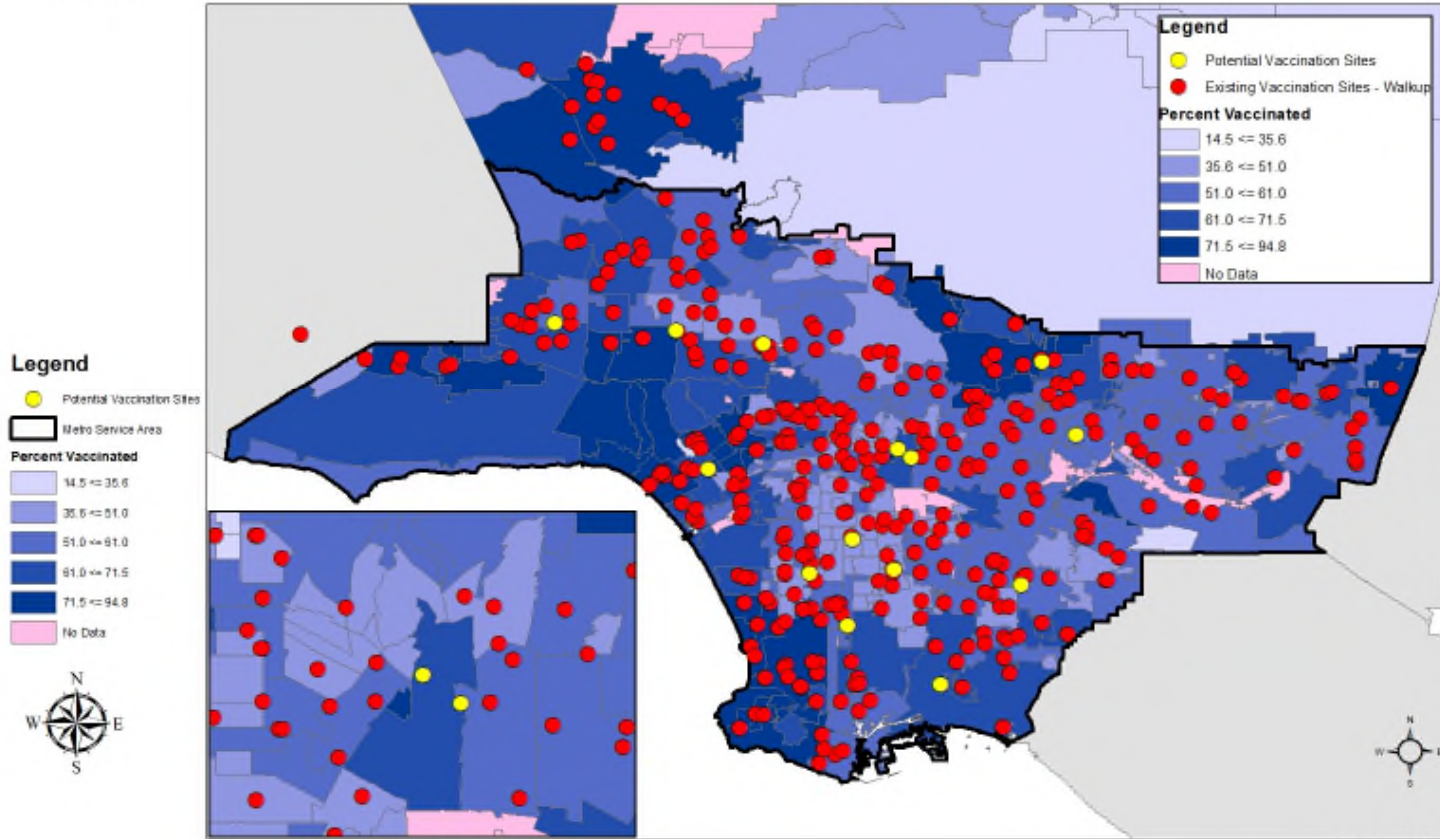 Legend
Potential Vaccination Sites
Metro Service Area
Percent Vaccinated
14.5 <= 35.6
35.6 <= 51.0
51.0 <= 61.0
61.0 <= 71.5
71.5 <= 94.8
No Data
N
W E
S
Legend
Potential Vaccination Sites
Existing Vaccination Sites - Walkup
Percent Vaccinated
14.5 <= 35.6
35.6 <= 51.0
51.0 <= 61.0
61.0 <= 71.5
71.5 <= 94.8
No Data
N
W E
S